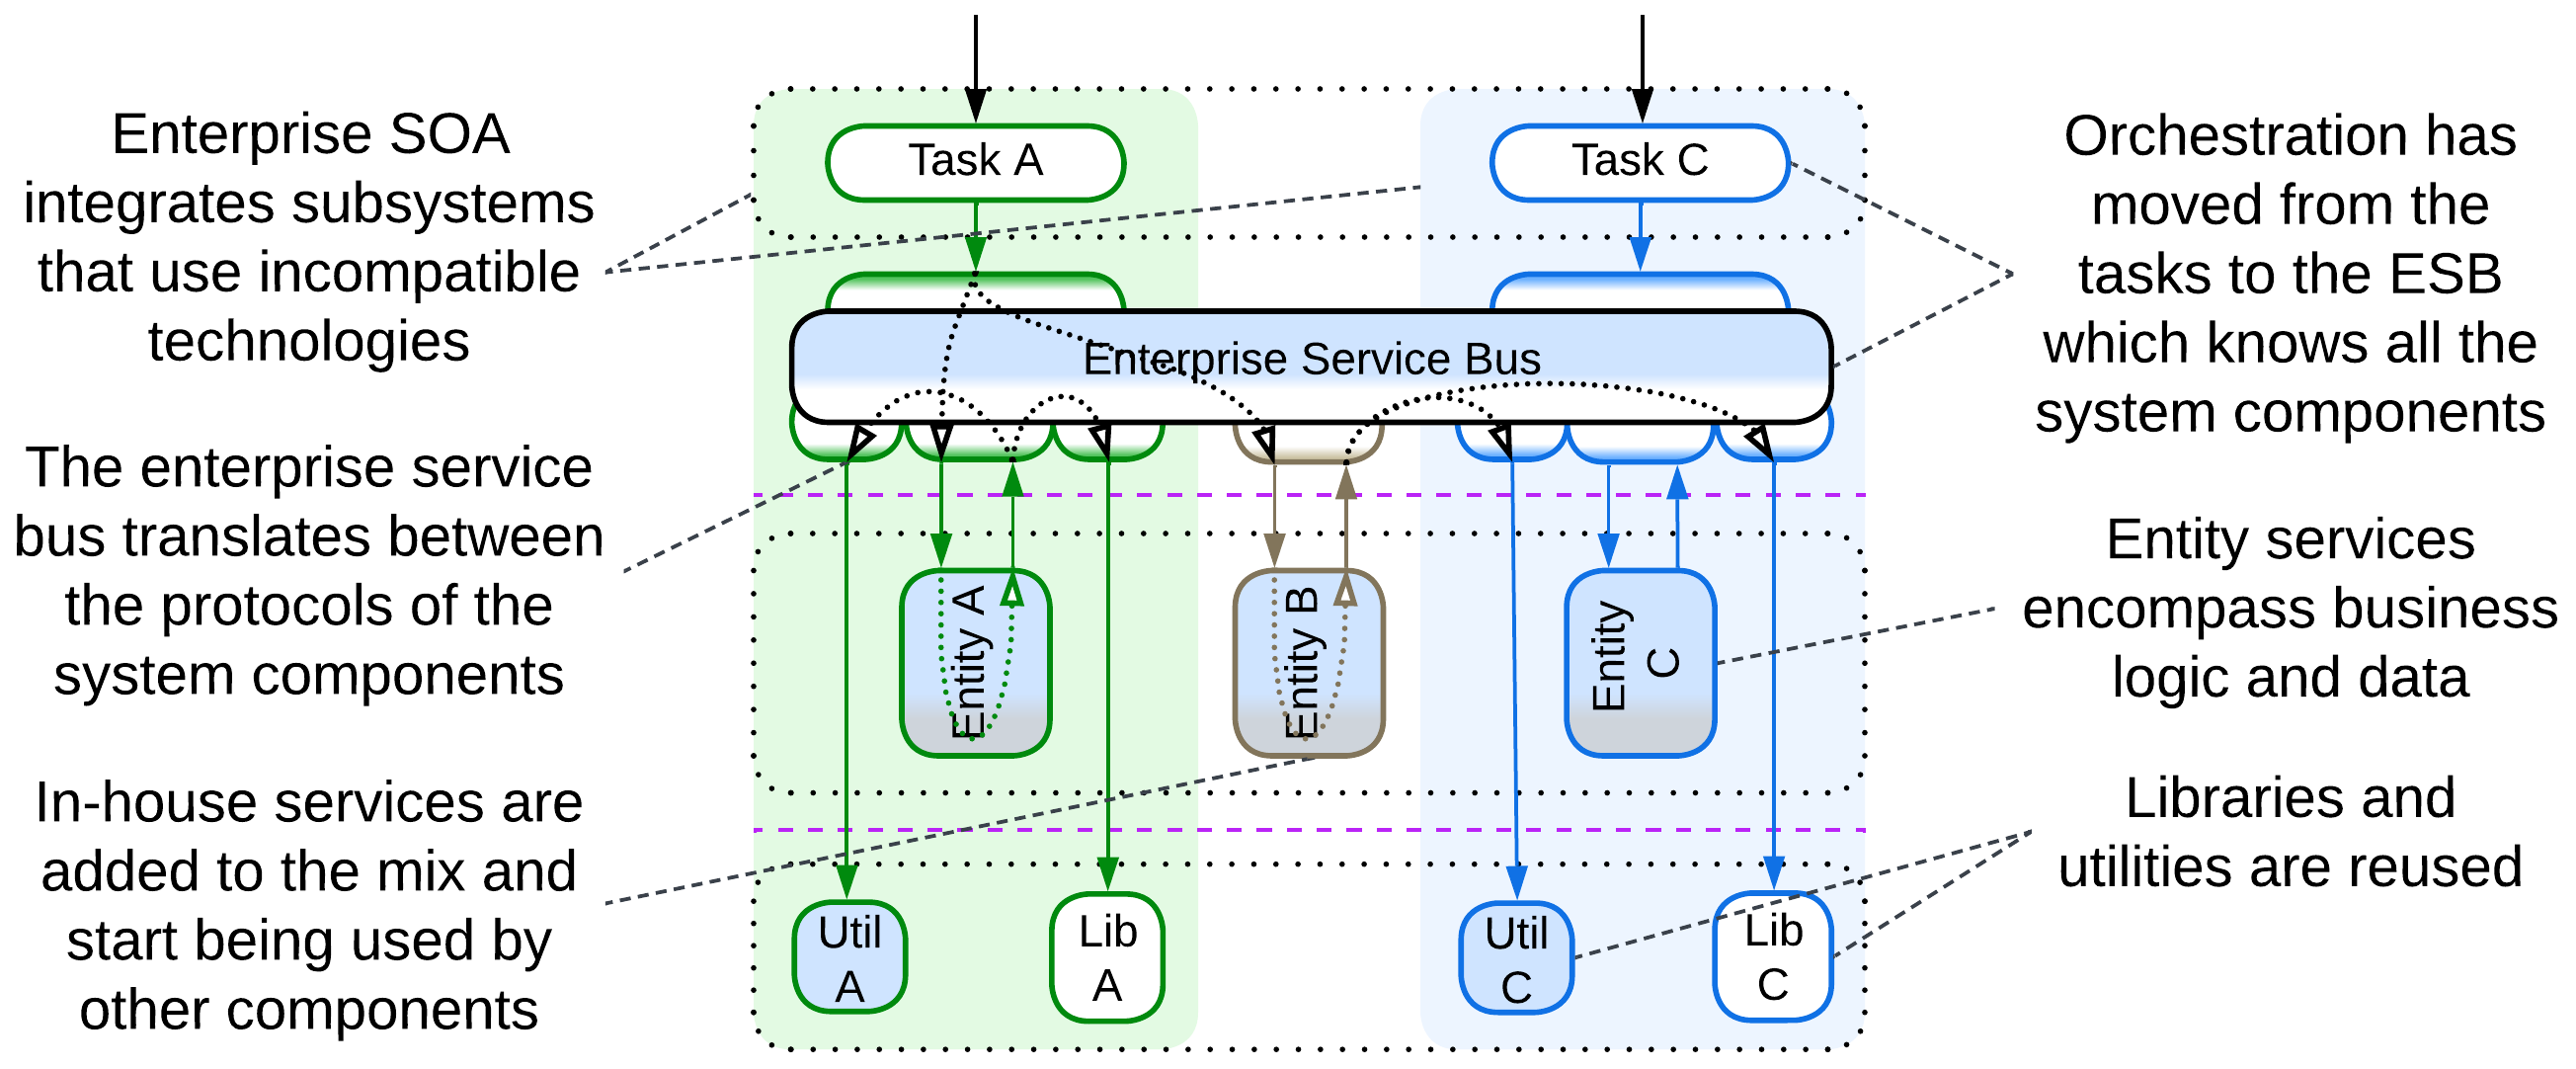 Enterprise SOA
integrates subsystems
that use incompatible
technologies
The enterprise service
bus translates between
the protocols of the
system components
In-house services are
added to the mix and
start being used by
other components
Task A
Task C
Enterprise Service Bus
Entity A
Entity B
Entity
C
Util
A
Lib
A
Util
C
Lib
C
Orchestration has
moved from the
tasks to the ESB
which knows all the
system components
Entity services
encompass business
logic and data
Libraries and
utilities are reused